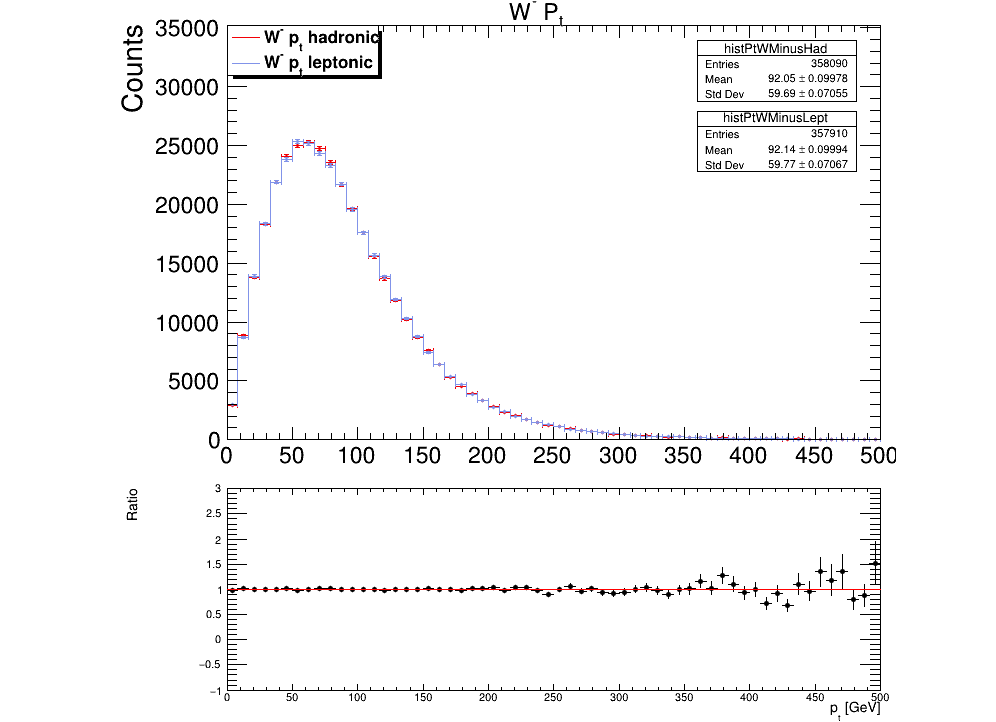 W⁻ Pₜ
Counts
35000
30000
25000
20000
15000
10000
5000
0
W⁻ pₜ hadronic
W⁻ pₜ leptonic
histPtWMinusHad
Entries 358090
Mean 92.05 ± 0.09978
Std Dev 59.69 ± 0.07055
histPtWMinusLept
Entries 357910
Mean 92.14 ± 0.09994
Std Dev 59.77 ± 0.07067
0 50 100 150 200 250 300 350 400 450 500
Ratio
3
2.5
2
1.5
1
0.5
0
−0.5
−1
0 50 100 150 200 250 300 350 400 450 500
pₜ [GeV]